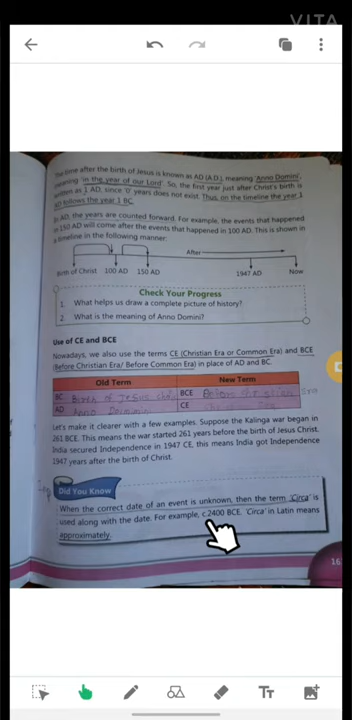 VITA
The time after the birth of Jesus is known as AD (A.D.), meaning 'Anno Domini',
meaning 'in the year of our Lord'. So, the first year just after Christ's birth is
written as 1 AD, since '0' years does not exist. Thus, on the timeline the year 1
AD follows the year 1 BC.
In AD, the years are counted forward. For example, the events that happened
in 150 AD will come after the events that happened in 100 AD. This is shown in
a timeline in the following manner:
After
Birth of Christ 100 AD 150 AD 1947 AD Now
Check Your Progress
1. What helps us draw a complete picture of history?
2. What is the meaning of Anno Domini?
Use of CE and BCE
Nowadays, we also use the terms CE (Christian Era or Common Era) and BCE
(Before Christian Era/ Before Common Era) in place of AD and BC.
Old Term New Term
BC Birth of Jesus BCE Before Christian Era
AD Anno Domini CE Era
Let's make it clearer with a few examples. Suppose the Kalinga war began in
261 BCE. This means the war started 261 years before the birth of Jesus Christ.
India secured Independence in 1947 CE, this means India got Independence
1947 years after the birth of Christ.
Did You Know
When the correct date of an event is unknown, then the term 'Circa' is
used along with the date. For example, c.2400 BCE. 'Circa' in Latin means
approximately.
16
Tт